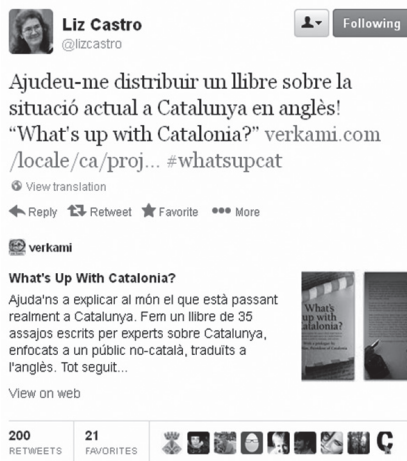 Liz Castro
@lizcastro
Following
Ajudeu-me distribuir un llibre sobre la
situació actual a Catalunya en anglès!
“What's up with Catalonia?” verkami.com
/locale/ca/proj... #whatsupcat
View translation
Reply Retweet Favorite More
verkami
What's Up With Catalonia?
Ajuda'ns a explicar al món el que està passant
realment a Catalunya. Fem un llibre de 35
assajos escrits per experts sobre Catalunya,
enfocats a un públic no-català, traduïts a
l'anglès. Tot seguit...
What's
up with
atalonia?
View on web
200
RETWEETS
21
FAVORITES